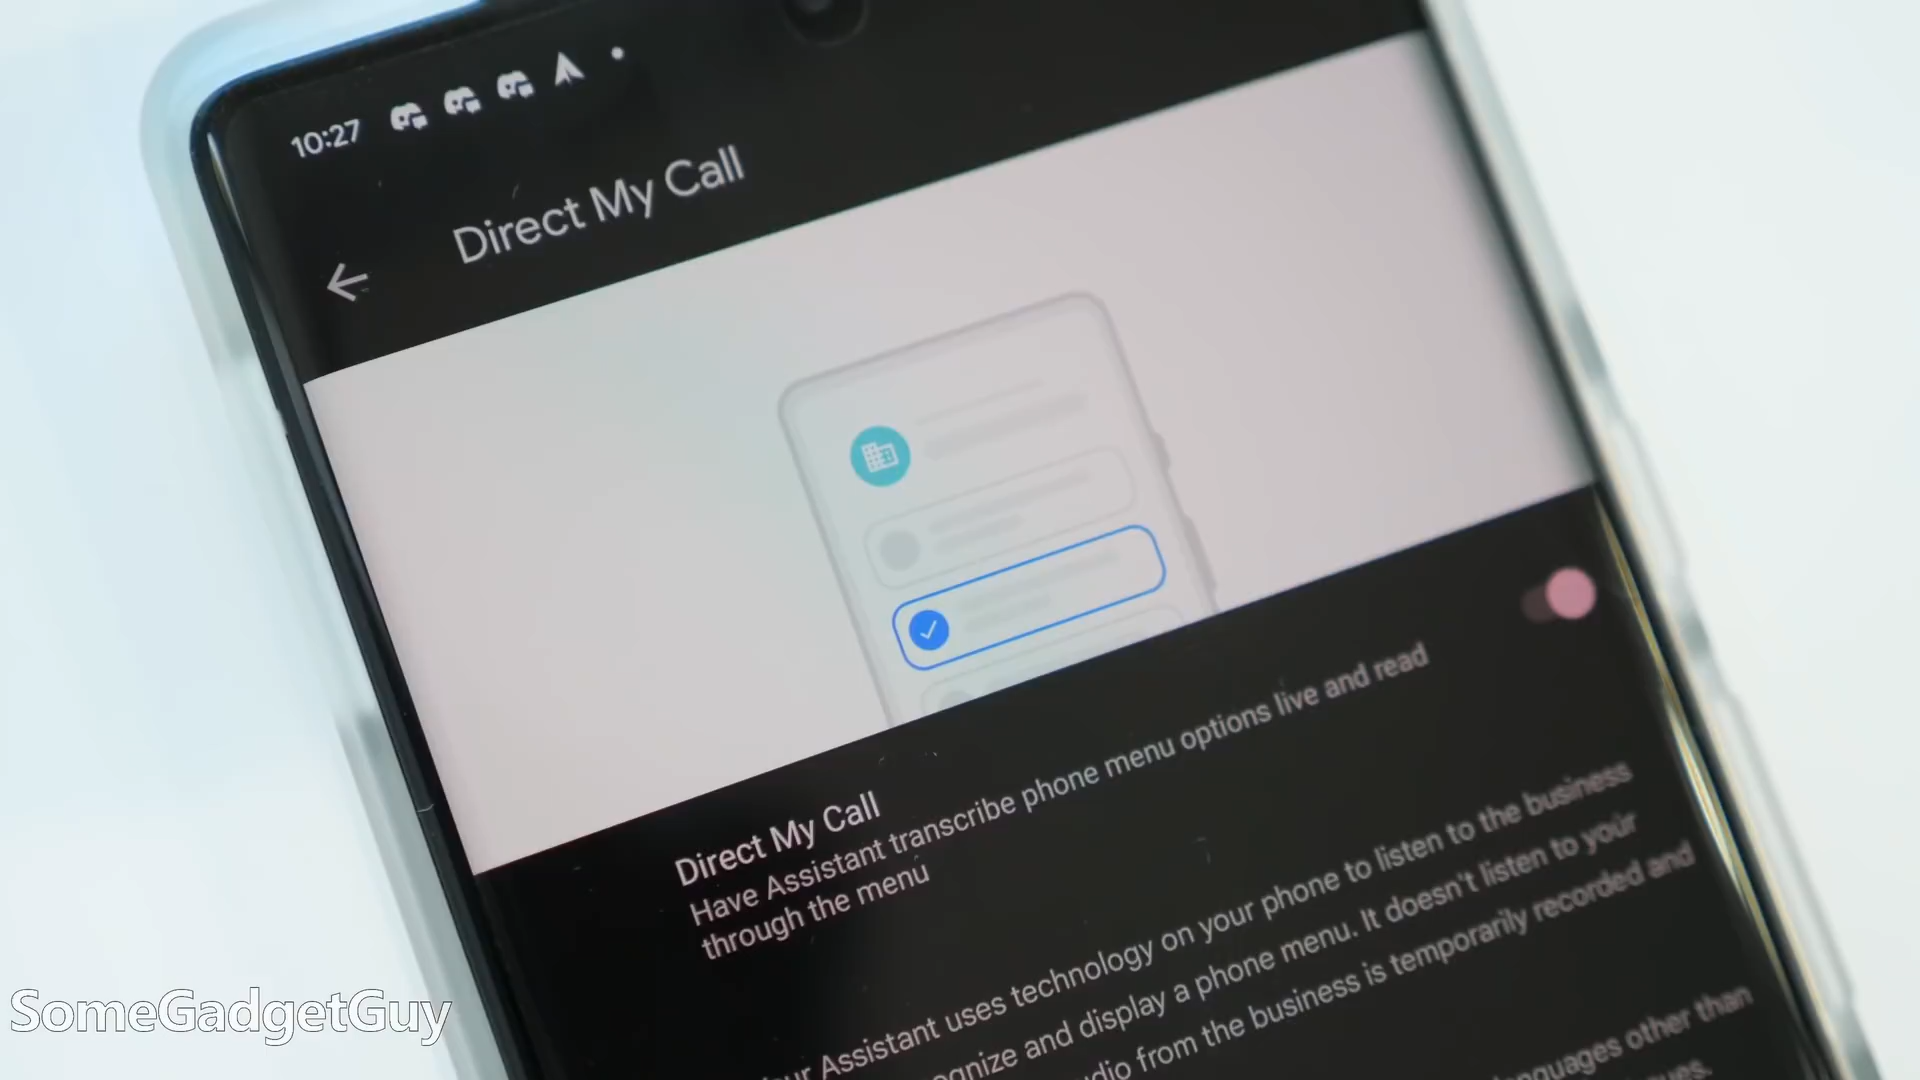 10:27
Direct My Call
Direct My Call
Have Assistant transcribe phone menu options live and read
through the menu
Assistant uses technology on your phone to listen to the business
and display a phone menu. It doesn't listen to your
from the business is temporarily recorded and
other than
SomeGadgetGuy